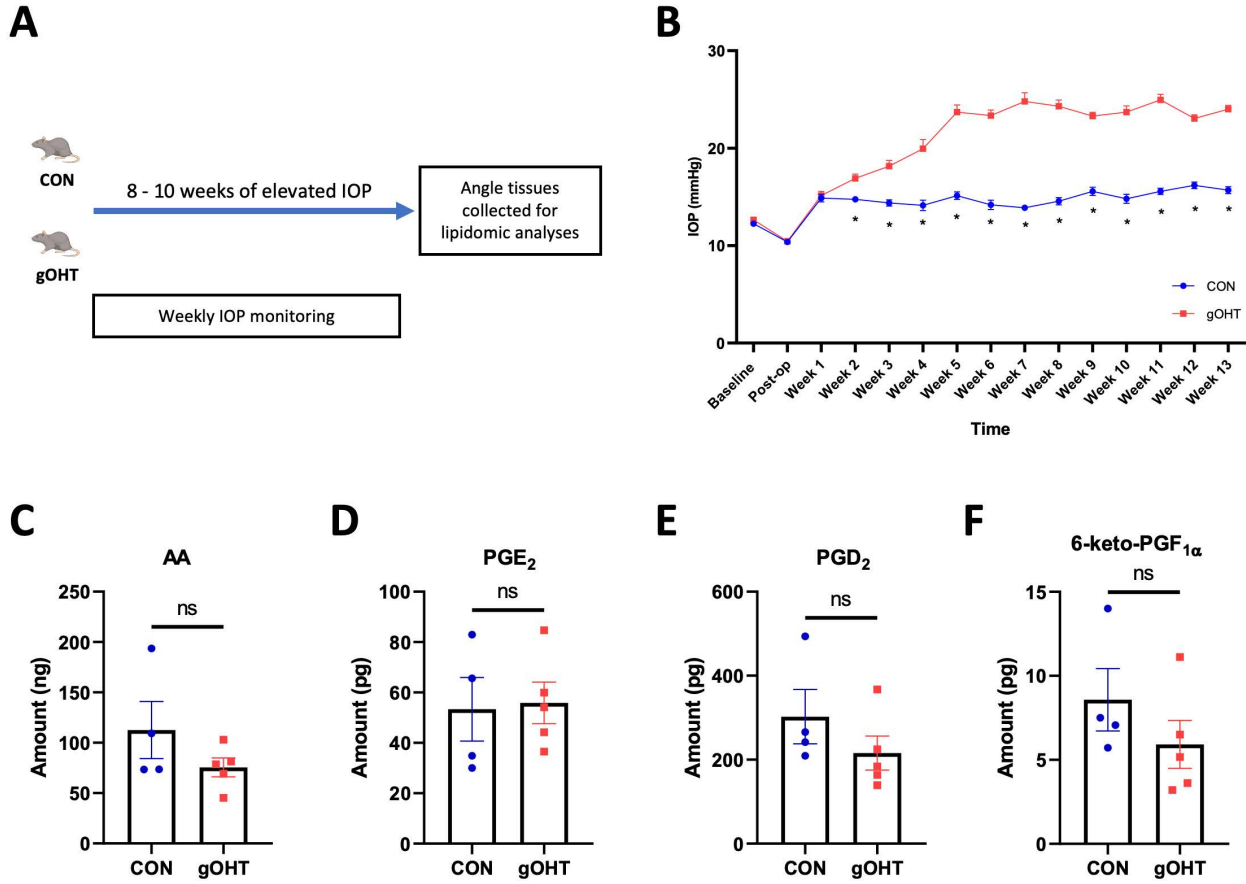 A
CON
gOHT
8 - 10 weeks of elevated IOP
Angle tissues
collected for
lipidomic analyses
Weekly IOP monitoring
B
IOP (mmHg)
30
20
10
0
* * * * * * * * * * * *
CON
gOHT
Baseline
Post-op
Week 1
Week 2
Week 3
Week 4
Week 5
Week 6
Week 7
Week 8
Week 9
Week 10
Week 11
Week 12
Week 13
Time
C
AA
ns
Amount (ng)
250
200
150
100
50
0
CON gOHT
D
PGE₂
ns
Amount (pg)
100
80
60
40
20
0
CON gOHT
E
PGD₂
ns
Amount (pg)
600
400
200
0
CON gOHT
F
6-keto-PGF₁α
ns
Amount (pg)
15
10
5
0
CON gOHT